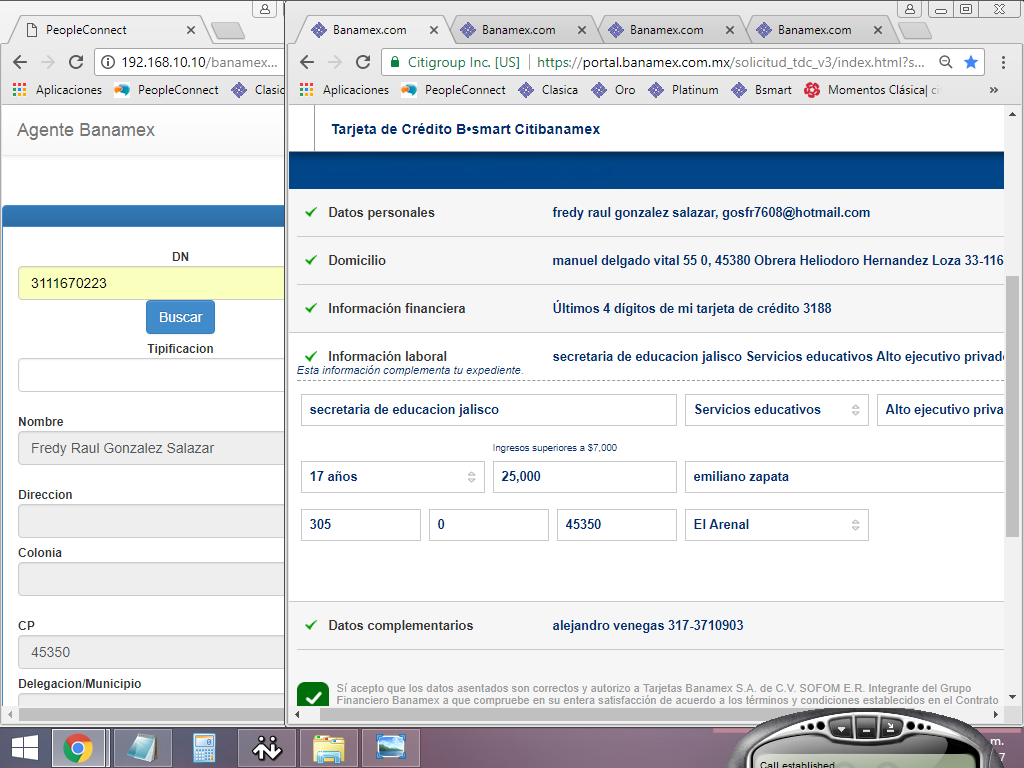 PeopleConnect
192.168.10.10/banamex...
Aplicaciones PeopleConnect Clasic
Agente Banamex
DN
3111670223
Buscar
Tipificacion
Nombre
Fredy Raul Gonzalez Salazar
Direccion
Colonia
CP
45350
Delegacion/Municipio
Banamex.com Banamex.com Banamex.com Banamex.com
Citigroup Inc. [US] https://portal.banamex.com.mx/solicitud_tdc_v3/index.html?s...
Aplicaciones PeopleConnect Clasica Oro Platinum Bsmart Momentos Clásica| ci »
Tarjeta de Crédito B•smart Citibanamex
Datos personales fredy raul gonzalez salazar, gosfr7608@hotmail.com
Domicilio manuel delgado vital 55 0, 45380 Obrera Heliodoro Hernandez Loza 33-116
Información financiera Últimos 4 dígitos de mi tarjeta de crédito 3188
Información laboral secretaria de educacion jalisco Servicios educativos Alto ejecutivo privado
Esta información complementa tu expediente.
secretaria de educacion jalisco Servicios educativos Alto ejecutivo priva
Ingresos superiores a $7,000
17 años 25,000 emiliano zapata
305 0 45350 El Arenal
Datos complementarios alejandro venegas 317-3710903
Sí acepto que los datos asentados son correctos y autorizo a Tarjetas Banamex S.A. de C.V. SOFOM E.R. Integrante del Grupo
Financiero Banamex a que compruebe en su entera satisfacción de acuerdo a los términos y condiciones establecidos en el Contrato
Call established
m.
7